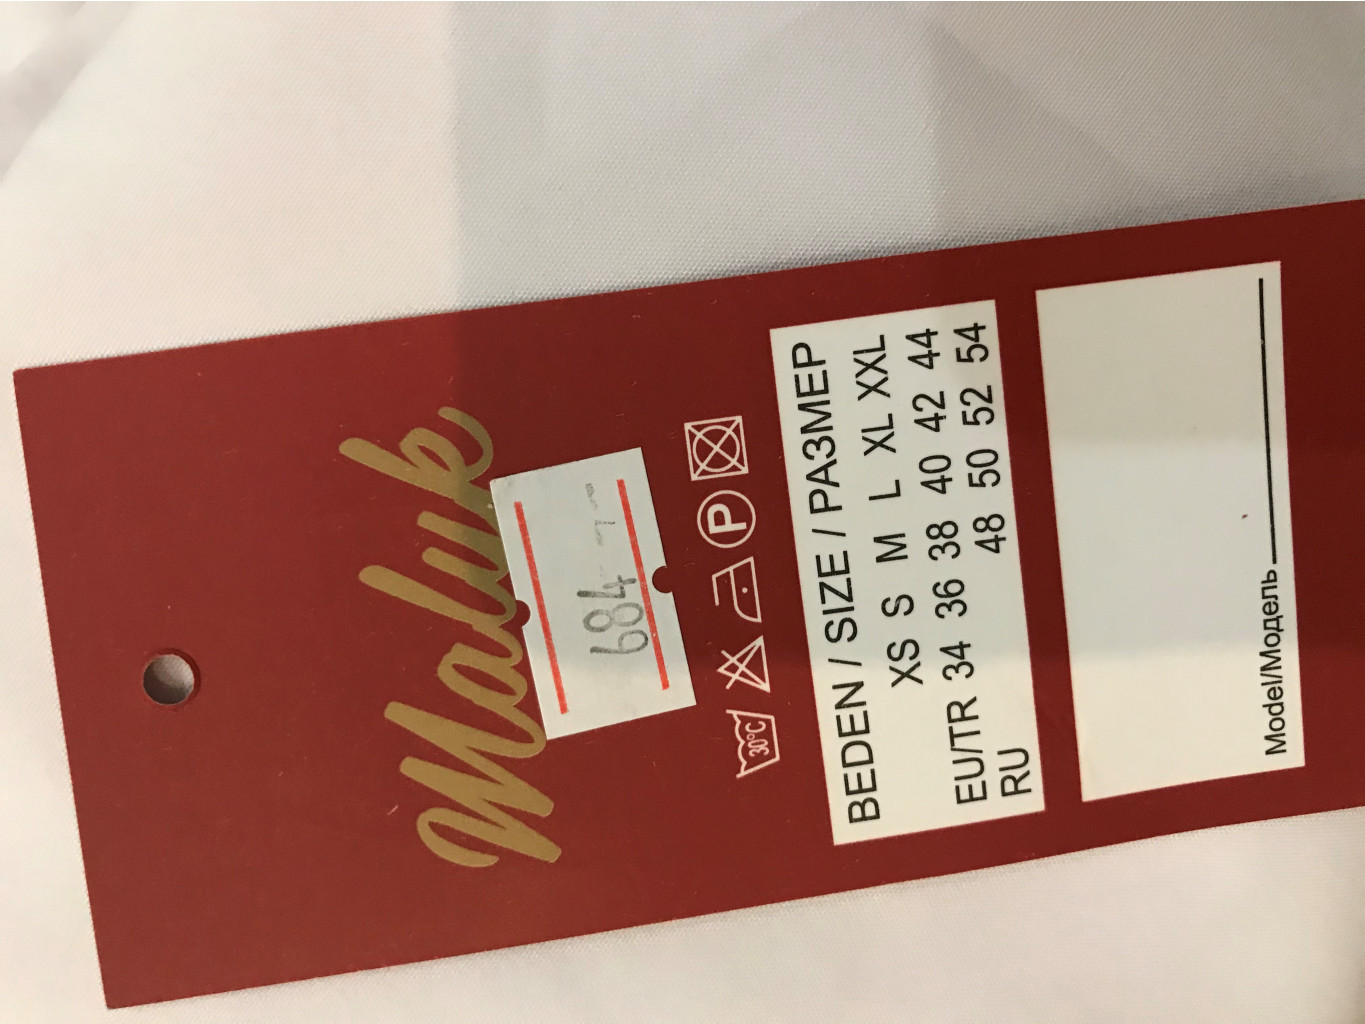 Maluk
684
30°C
P
BEDEN / SIZE / РАЗМЕР
XS S M L XL XXL
EU/TR 34 36 38 40 42 44
RU 48 50 52 54
Model/Модель